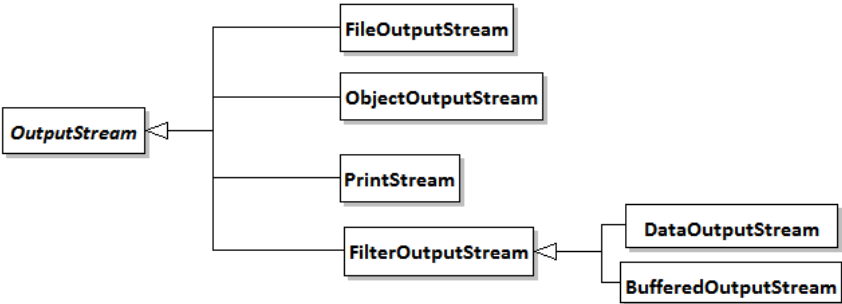 FileOutputStream
ObjectOutputStream
OutputStream
PrintStream
FilterOutputStream
DataOutputStream
BufferedOutputStream